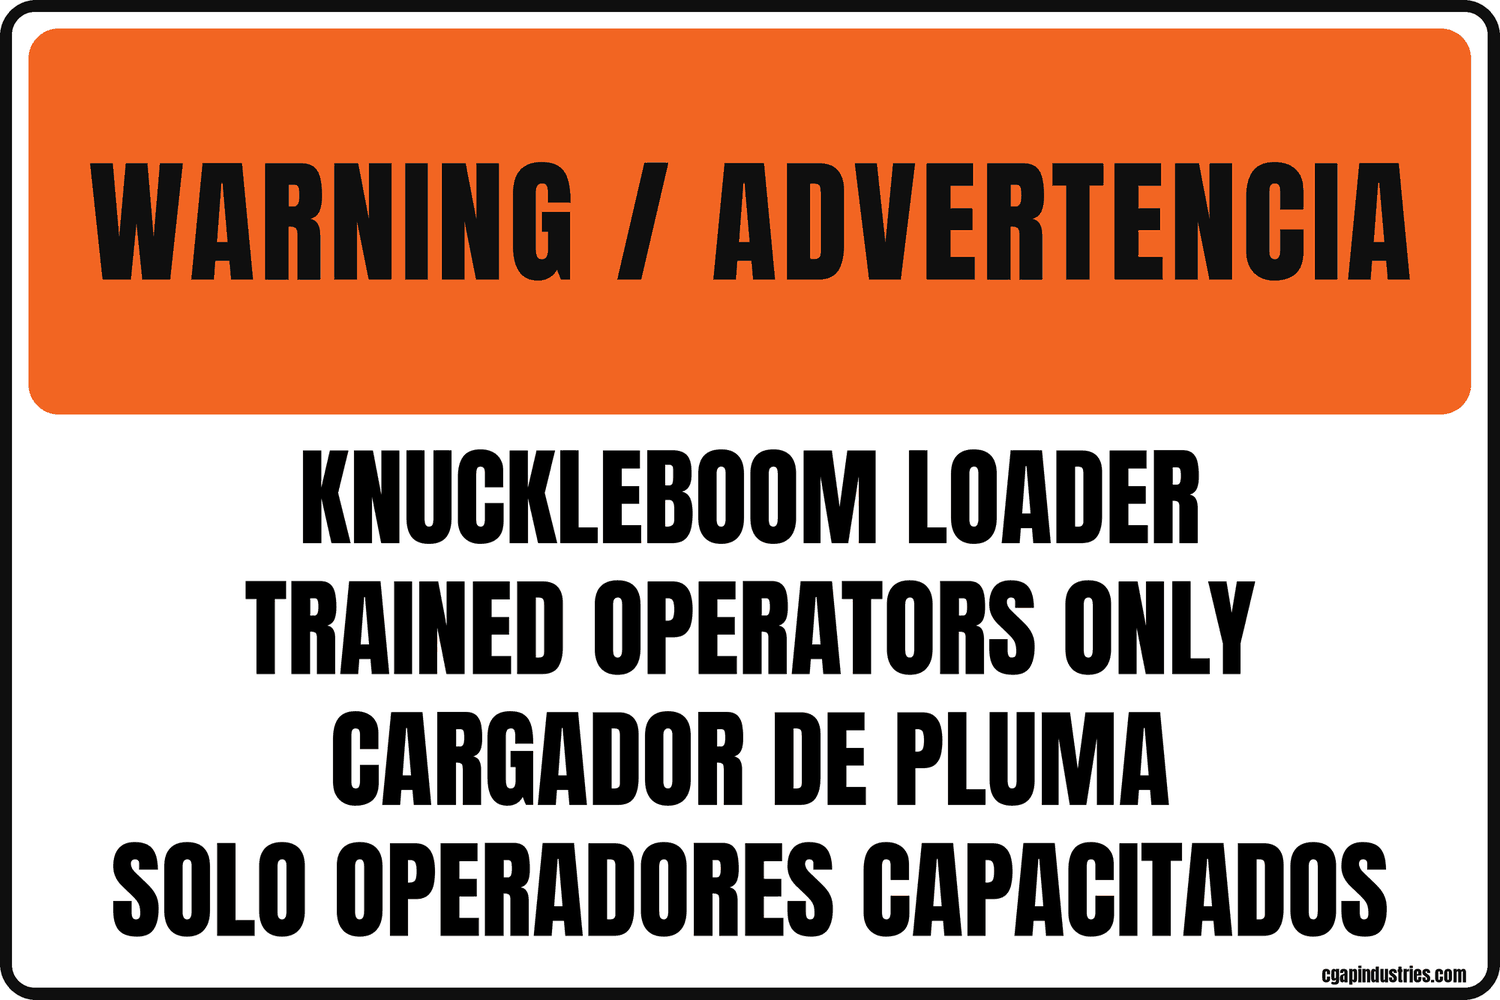 WARNING / ADVERTENCIA
KNUCKLEBOOM LOADER
TRAINED OPERATORS ONLY
CARGADOR DE PLUMA
SOLO OPERADORES CAPACITADOS
cgapindustries.com